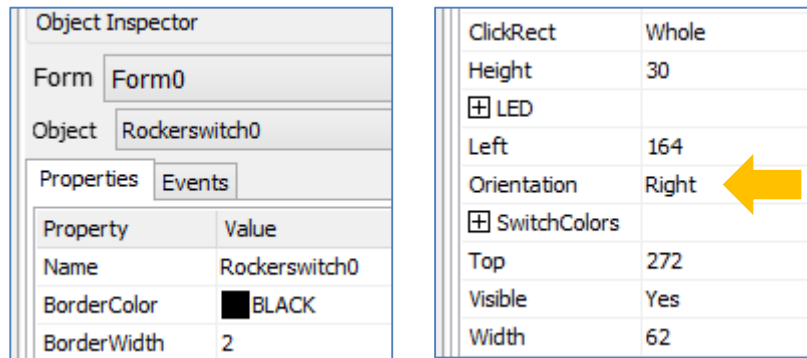 Object Inspector
Form Form0
Object Rockerswitch0
Properties Events
Property Value
Name Rockerswitch0
BorderColor BLACK
BorderWidth 2
ClickRect Whole
Height 30
LED
Left 164
Orientation Right
SwitchColors
Top 272
Visible Yes
Width 62